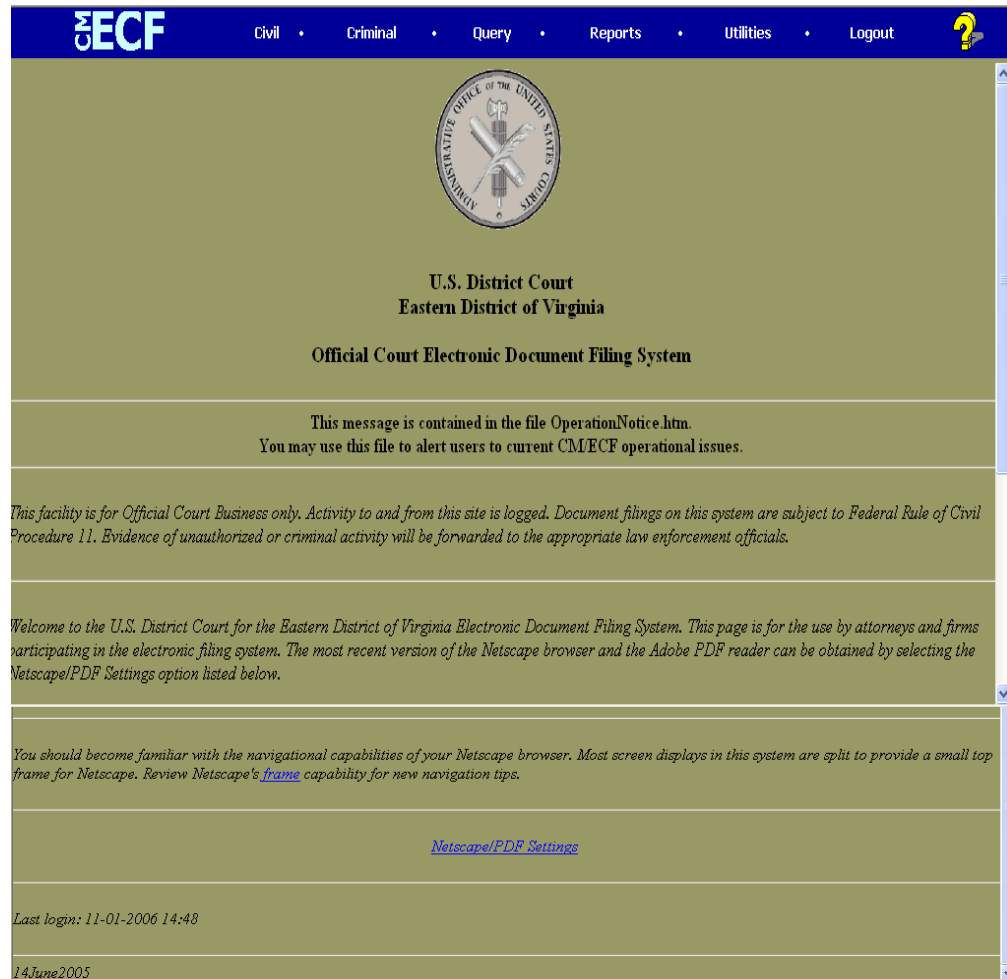 CM ECF Civil • Criminal • Query • Reports • Utilities • Logout ?
ADMINISTRATIVE OFFICE OF THE UNITED STATES COURTS
U.S. District Court
Eastern District of Virginia
Official Court Electronic Document Filing System
This message is contained in the file OperationNotice.htm.
You may use this file to alert users to current CM/ECF operational issues.
This facility is for Official Court Business only. Activity to and from this site is logged. Document filings on this system are subject to Federal Rule of Civil
Procedure 11. Evidence of unauthorized or criminal activity will be forwarded to the appropriate law enforcement officials.
Welcome to the U.S. District Court for the Eastern District of Virginia Electronic Document Filing System. This page is for the use by attorneys and firms
participating in the electronic filing system. The most recent version of the Netscape browser and the Adobe PDF reader can be obtained by selecting the
Netscape/PDF Settings option listed below.
You should become familiar with the navigational capabilities of your Netscape browser. Most screen displays in this system are split to provide a small top
frame for Netscape. Review Netscape's frame capability for new navigation tips.
Netscape/PDF Settings
Last login: 11-01-2006 14:48
14June2005